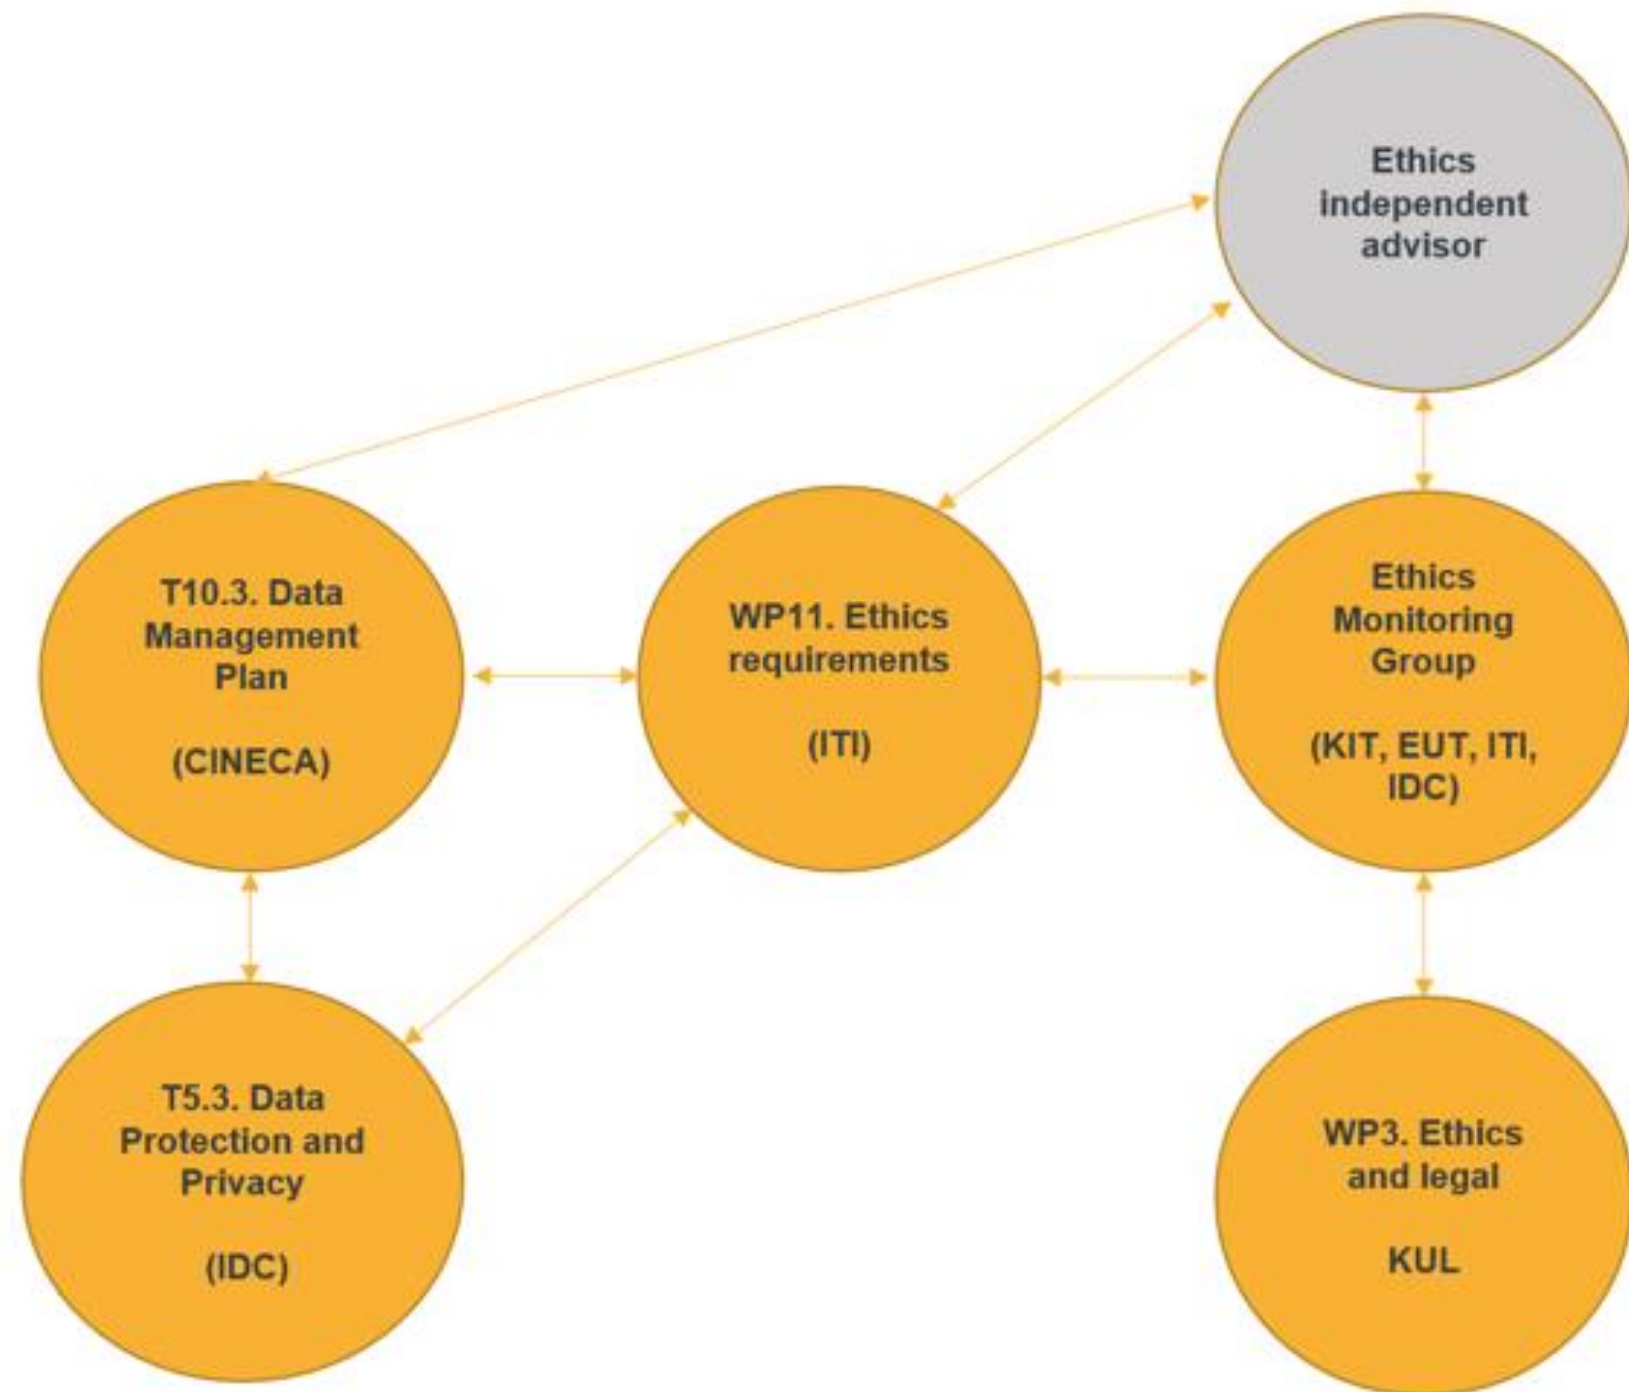 Ethics
independent
advisor
T10.3. Data
Management
Plan
(CINECA)
WP11. Ethics
requirements
(ITI)
Ethics
Monitoring
Group
(KIT, EUT, ITI,
IDC)
T5.3. Data
Protection and
Privacy
(IDC)
WP3. Ethics
and legal
KUL